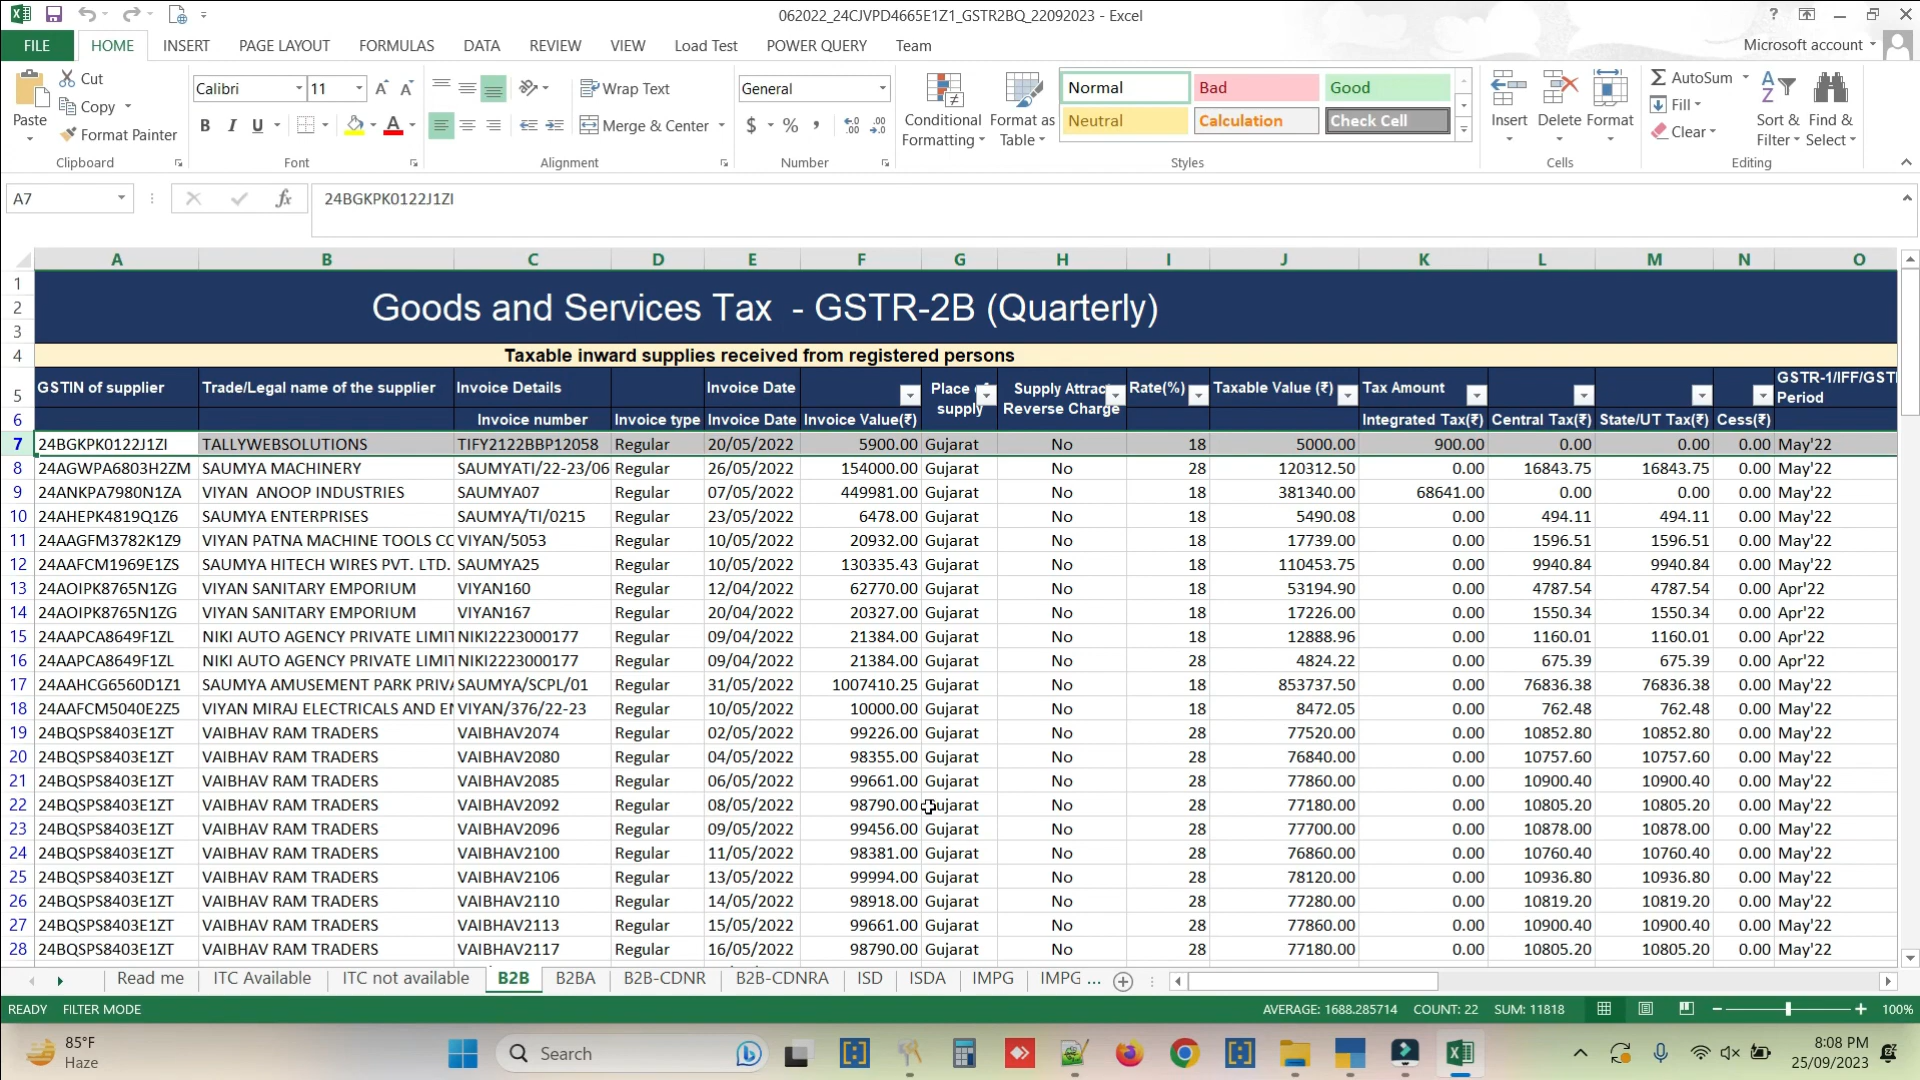 062022_24CJVPD4665E1Z1_GSTR2BQ_22092023 - Excel
FILE HOME INSERT PAGE LAYOUT FORMULAS DATA REVIEW VIEW Load Test POWER QUERY Team Microsoft account
Paste Cut Copy Format Painter Clipboard
Calibri 11 B I U Font
Wrap Text Merge & Center Alignment
General $ % Number
Conditional Formatting Format as Table
Normal Bad Good
Neutral Calculation Check Cell
Styles
Insert Delete Format Cells
AutoSum Fill Clear Sort & Filter Find & Select Editing
A7 fx 24BGKPK0122J1ZI
A B C D E F G H I J K L M N O
1
2 Goods and Services Tax - GSTR-2B (Quarterly)
3
4 Taxable inward supplies received from registered persons
5 GSTIN of supplier Trade/Legal name of the supplier Invoice Details Invoice Date Place supply Supply Attract Reverse Charge Rate(%) Taxable Value (₹) Tax Amount GSTR-1/IFF/GST Period
6 Invoice number Invoice type Invoice Date Invoice Value(₹) Integrated Tax(₹) Central Tax(₹) State/UT Tax(₹) Cess(₹)
7 24BGKPK0122J1ZI TALLYWEBSOLUTIONS TIFY2122BBP12058 Regular 20/05/2022 5900.00 Gujarat No 18 5000.00 900.00 0.00 0.00 0.00 May'22
8 24AGWPA6803H2ZM SAUMYA MACHINERY SAUMYATI/22-23/06 Regular 26/05/2022 154000.00 Gujarat No 28 120312.50 0.00 16843.75 16843.75 0.00 May'22
9 24ANKPA7980N1ZA VIYAN ANOOP INDUSTRIES SAUMYA07 Regular 07/05/2022 449981.00 Gujarat No 18 381340.00 68641.00 0.00 0.00 0.00 May'22
10 24AHEPK4819Q1Z6 SAUMYA ENTERPRISES SAUMYA/TI/0215 Regular 23/05/2022 6478.00 Gujarat No 18 5490.08 0.00 494.11 494.11 0.00 May'22
11 24AAGFM3782K1Z9 VIYAN PATNA MACHINE TOOLS CC VIYAN/5053 Regular 10/05/2022 20932.00 Gujarat No 18 17739.00 0.00 1596.51 1596.51 0.00 May'22
12 24AAFCM1969E1ZS SAUMYA HITECH WIRES PVT. LTD. SAUMYA25 Regular 10/05/2022 130335.43 Gujarat No 18 110453.75 0.00 9940.84 9940.84 0.00 May'22
13 24AOIPK8765N1ZG VIYAN SANITARY EMPORIUM VIYAN160 Regular 12/04/2022 62770.00 Gujarat No 18 53194.90 0.00 4787.54 4787.54 0.00 Apr'22
14 24AOIPK8765N1ZG VIYAN SANITARY EMPORIUM VIYAN167 Regular 20/04/2022 20327.00 Gujarat No 18 17226.00 0.00 1550.34 1550.34 0.00 Apr'22
15 24AAPCA8649F1ZL NIKI AUTO AGENCY PRIVATE LIMIT NIKI2223000177 Regular 09/04/2022 21384.00 Gujarat No 18 12888.96 0.00 1160.01 1160.01 0.00 Apr'22
16 24AAPCA8649F1ZL NIKI AUTO AGENCY PRIVATE LIMIT NIKI2223000177 Regular 09/04/2022 21384.00 Gujarat No 28 4824.22 0.00 675.39 675.39 0.00 Apr'22
17 24AAHCG6560D1Z1 SAUMYA AMUSEMENT PARK PRIV SAUMYA/SCPL/01 Regular 31/05/2022 1007410.25 Gujarat No 18 853737.50 0.00 76836.38 76836.38 0.00 May'22
18 24AAFCM5040E2Z5 VIYAN MIRAJ ELECTRICALS AND VIYAN/376/22-23 Regular 10/05/2022 10000.00 Gujarat No 18 8472.05 0.00 762.48 762.48 0.00 May'22
19 24BQSPS8403E1ZT VAIBHAV RAM TRADERS VAIBHAV2074 Regular 02/05/2022 99226.00 Gujarat No 28 77520.00 0.00 10852.80 10852.80 0.00 May'22
20 24BQSPS8403E1ZT VAIBHAV RAM TRADERS VAIBHAV2080 Regular 04/05/2022 98355.00 Gujarat No 28 76840.00 0.00 10757.60 10757.60 0.00 May'22
21 24BQSPS8403E1ZT VAIBHAV RAM TRADERS VAIBHAV2085 Regular 06/05/2022 99661.00 Gujarat No 28 77860.00 0.00 10900.40 10900.40 0.00 May'22
22 24BQSPS8403E1ZT VAIBHAV RAM TRADERS VAIBHAV2092 Regular 08/05/2022 98790.00 Gujarat No 28 77180.00 0.00 10805.20 10805.20 0.00 May'22
23 24BQSPS8403E1ZT VAIBHAV RAM TRADERS VAIBHAV2096 Regular 09/05/2022 99456.00 Gujarat No 28 77700.00 0.00 10878.00 10878.00 0.00 May'22
24 24BQSPS8403E1ZT VAIBHAV RAM TRADERS VAIBHAV2100 Regular 11/05/2022 98381.00 Gujarat No 28 76860.00 0.00 10760.40 10760.40 0.00 May'22
25 24BQSPS8403E1ZT VAIBHAV RAM TRADERS VAIBHAV2106 Regular 13/05/2022 99994.00 Gujarat No 28 78120.00 0.00 10936.80 10936.80 0.00 May'22
26 24BQSPS8403E1ZT VAIBHAV RAM TRADERS VAIBHAV2110 Regular 14/05/2022 98918.00 Gujarat No 28 77280.00 0.00 10819.20 10819.20 0.00 May'22
27 24BQSPS8403E1ZT VAIBHAV RAM TRADERS VAIBHAV2113 Regular 15/05/2022 99661.00 Gujarat No 28 77860.00 0.00 10900.40 10900.40 0.00 May'22
28 24BQSPS8403E1ZT VAIBHAV RAM TRADERS VAIBHAV2117 Regular 16/05/2022 98790.00 Gujarat No 28 77180.00 0.00 10805.20 10805.20 0.00 May'22
Read me ITC Available ITC not available B2B B2BA B2B-CDNR B2B-CDNRA ISD ISDA IMPG IMPG ...
READY FILTER MODE AVERAGE: 1688.285714 COUNT: 22 SUM: 11818 100%
85°F
Haze
Search
8:08 PM
25/09/2023